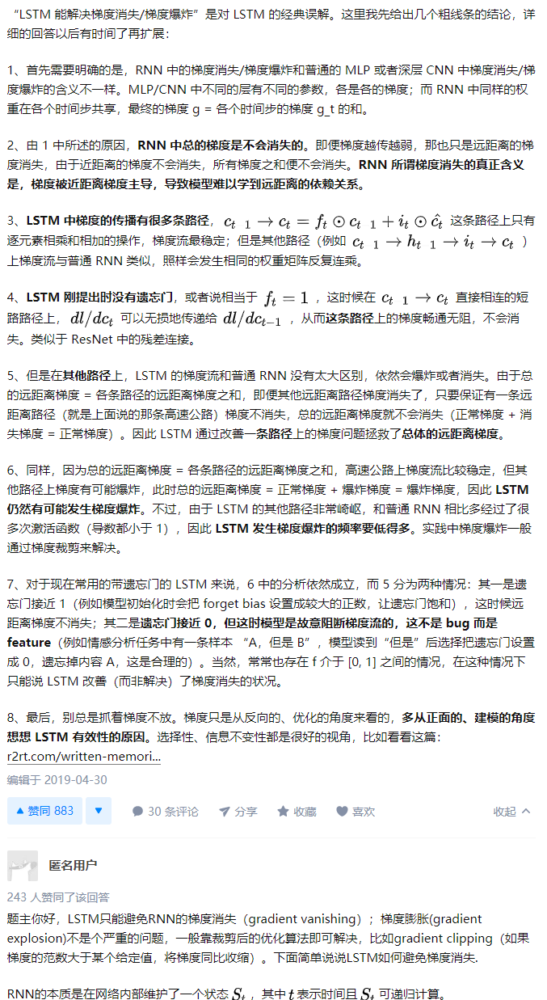 “LSTM 能解决梯度消失/梯度爆炸”是对 LSTM 的经典误解。这里我先给出几个粗线条的结论，详
细的回答以后有时间了再扩展：
1、首先需要明确的是，RNN 中的梯度消失/梯度爆炸和普通的 MLP 或者深层 CNN 中梯度消失/梯
度爆炸的含义不一样。MLP/CNN 中不同的层有不同的参数，各是各的梯度；而 RNN 中同样的权
重在各个时间步共享，最终的梯度 g = 各个时间步的梯度 g_t 的和。
2、由 1 中所述的原因，RNN 中总的梯度是不会消失的。即便梯度越传越弱，那也只是远距离的梯
度消失，由于近距离的梯度不会消失，所有梯度之和便不会消失。RNN 所谓梯度消失的真正含义
是，梯度被近距离梯度主导，导致模型难以学到远距离的依赖关系。
3、LSTM 中梯度的传播有很多条路径， c_{t 1} → c_t = f_t ⊙ c_{t 1} + i_t ⊙ ĉ_t 这条路径上只有
逐元素相乘和相加的操作，梯度流最稳定；但是其他路径（例如 c_{t 1} → h_{t 1} → i_t → c_t ）
上梯度流与普通 RNN 类似，照样会发生相同的权重矩阵反复连乘。
4、LSTM 刚提出时没有遗忘门，或者说相当于 f_t = 1 ，这时候在 c_{t 1} → c_t 直接相连的短
路路径上， dl/dc_t 可以无损地传递给 dl/dc_{t−1} ，从而这条路径上的梯度畅通无阻，不会消
失。类似于 ResNet 中的残差连接。
5、但是在其他路径上，LSTM 的梯度流和普通 RNN 没有太大区别，依然会爆炸或者消失。由于总
的远距离梯度 = 各条路径的远距离梯度之和，即便其他远距离路径梯度消失了，只要保证有一条远
距离路径（就是上面说的那条高速公路）梯度不消失，总的远距离梯度就不会消失（正常梯度 + 消
失梯度 = 正常梯度）。因此 LSTM 通过改善一条路径上的梯度问题拯救了总体的远距离梯度。
6、同样，因为总的远距离梯度 = 各条路径的远距离梯度之和，高速公路上梯度流比较稳定，但其
他路径上梯度有可能爆炸，此时总的远距离梯度 = 正常梯度 + 爆炸梯度 = 爆炸梯度，因此 LSTM
仍然有可能发生梯度爆炸。不过，由于 LSTM 的其他路径非常崎岖，和普通 RNN 相比多经过了很
多次激活函数（导数都小于 1），因此 LSTM 发生梯度爆炸的频率要低得多。实践中梯度爆炸一般
通过梯度裁剪来解决。
7、对于现在常用的带遗忘门的 LSTM 来说，6 中的分析依然成立，而 5 分为两种情况：其一是遗
忘门接近 1（例如模型初始化时会把 forget bias 设置成较大的正数，让遗忘门饱和），这时候远
距离梯度不消失；其二是遗忘门接近 0，但这时模型是故意阻断梯度流的，这不是 bug 而是
feature（例如情感分析任务中有一条样本 “A，但是 B”，模型读到“但是”后选择把遗忘门设置
成 0，遗忘掉内容 A，这是合理的）。当然，常常也存在 f 介于 [0, 1] 之间的情况，在这种情况下
只能说 LSTM 改善（而非解决）了梯度消失的状况。
8、最后，别总是抓着梯度不放。梯度只是从反向的、优化的角度来看的，多从正面的、建模的角度
想想 LSTM 有效性的原因。选择性、信息不变性都是很好的视角，比如看看这篇：
r2rt.com/written-memori...
编辑于 2019-04-30
赞同 883 30 条评论 分享 收藏 喜欢 收起
匿名用户
243 人赞同了该回答
题主你好，LSTM只能避免RNN的梯度消失（gradient vanishing）；梯度膨胀(gradient
explosion)不是个严重的问题，一般靠裁剪后的优化算法即可解决，比如gradient clipping（如果
梯度的范数大于某个给定值，将梯度同比收缩）。下面简单说说LSTM如何避免梯度消失.
RNN的本质是在网络内部维护了一个状态 S_t ，其中 t 表示时间且 S_t 可递归计算。